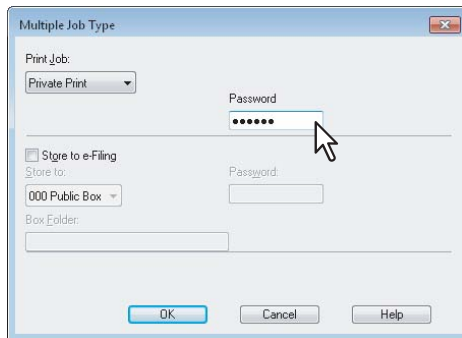 Multiple Job Type
Print Job:
Private Print
Password
••••••
Store to e-Filing
Store to:
Password:
000 Public Box
Box Folder:
OK Cancel Help